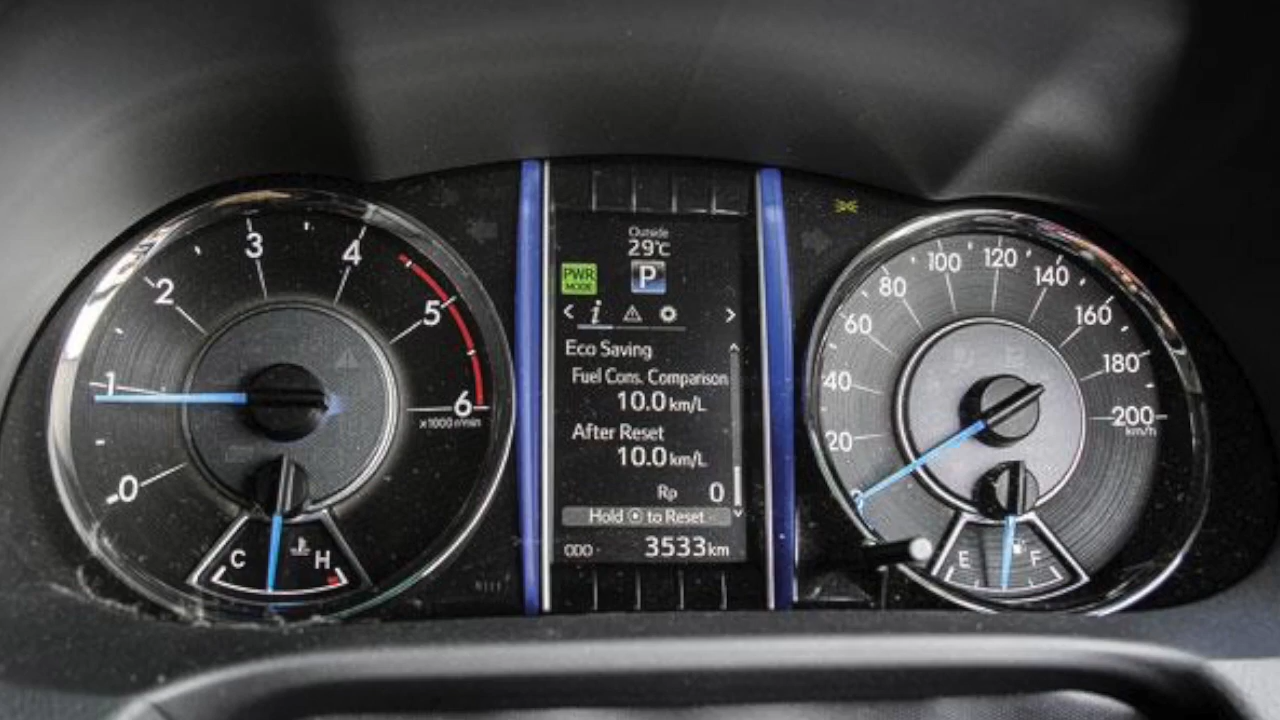 0
1
2
3
4
5
6
x1000 r/min
C
H
Outside
29°C
PWR
MODE
P
i
Eco Saving
Fuel Cons. Comparison
10.0 km/L
After Reset
10.0 km/L
Rp 0
Hold to Reset
ODO 3533 km
0
20
40
60
80
100
120
140
160
180
200
km/h
E
F